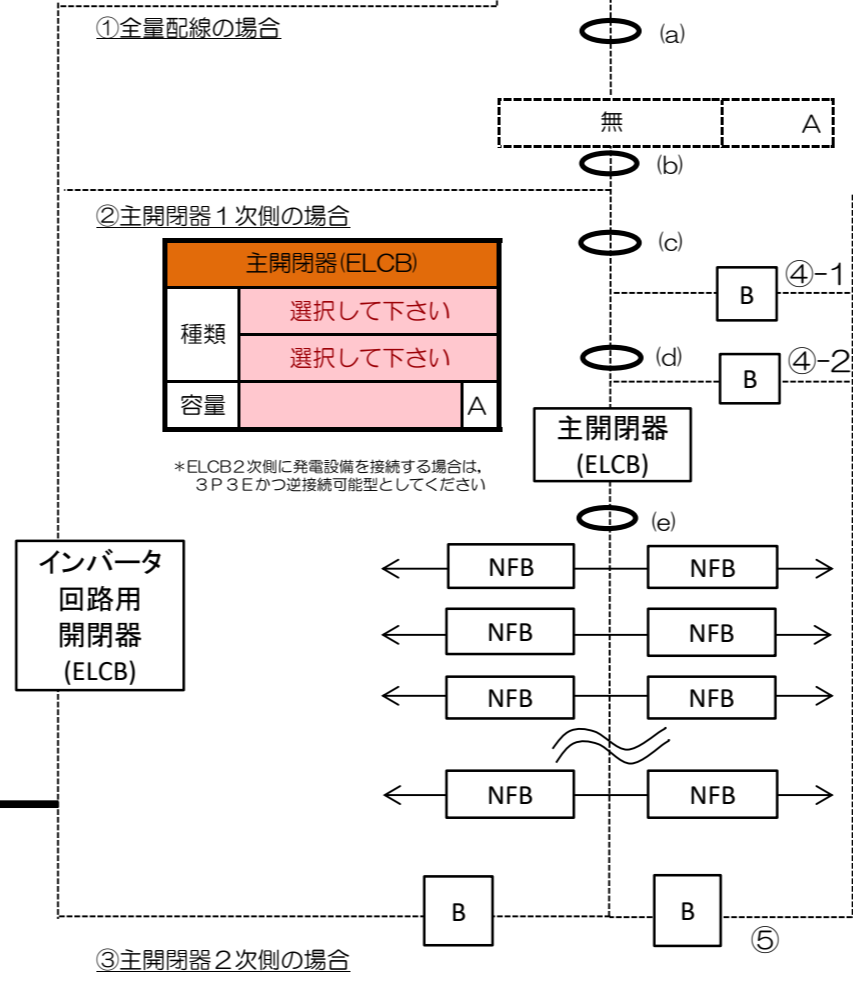 ①全量配線の場合
(a)
無
A
(b)
②主開閉器１次側の場合
(c)
主開閉器(ELCB)
種類
選択して下さい
選択して下さい
容量
A
B
④-1
(d)
B
④-2
主開閉器
(ELCB)
＊ELCB２次側に発電設備を接続する場合は,
３P３Eかつ逆接続可能型としてください
(e)
インバータ
回路用
開閉器
(ELCB)
NFB
NFB
NFB
NFB
NFB
NFB
NFB
NFB
B
B
⑤
③主開閉器２次側の場合